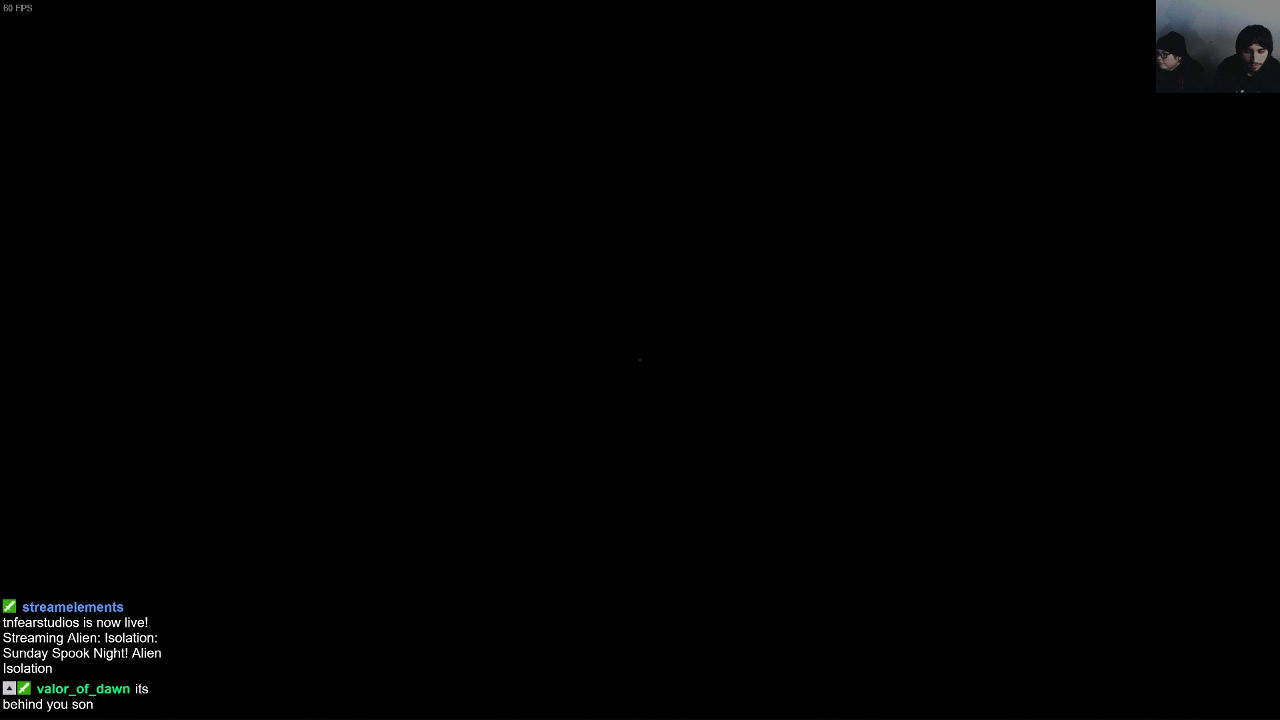 60 FPS
streamelements
tnfearstudios is now live!
Streaming Alien: Isolation:
Sunday Spook Night! Alien
Isolation
valor_of_dawn its
behind you son